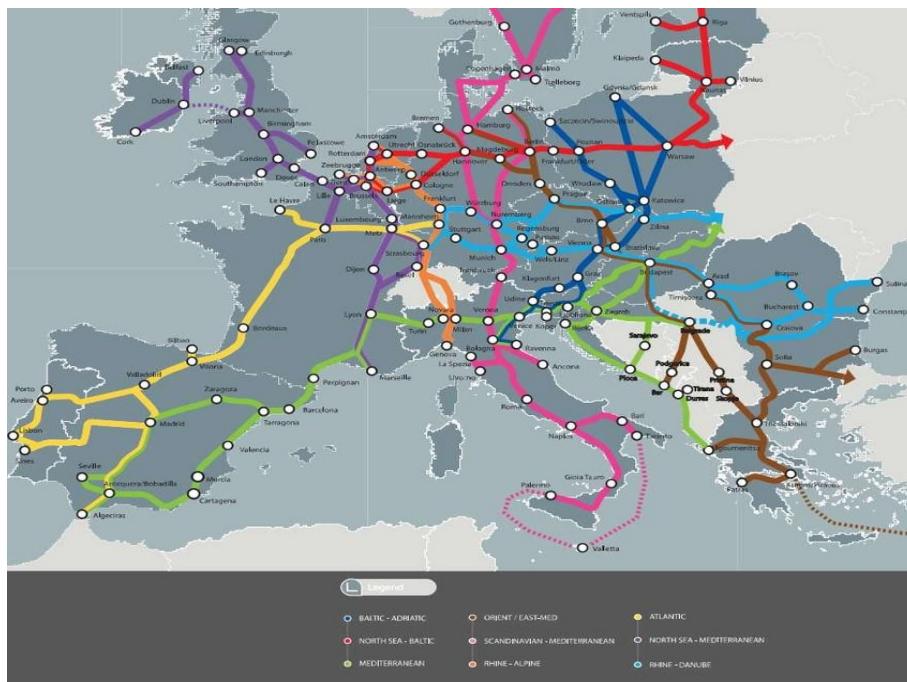 Gothenburg
Ventspils
Riga
Glasgow
Edinburgh
Copenhagen
Malmö
Klaipeda
Belfast
Trelleborg
Vilnius
Kaunas
Gdynia/Gdansk
Rostock
Dublin
Manchester
Liverpool
Bremen
Hamburg
Szczecin/Swinoujscie
Cork
Birmingham
Amsterdam
Felixstowe
Utrecht
Osnabrück
Berlin
Poznan
Rotterdam
Magdeburg
Warsaw
London
Zeebrugge
Hannover
Frankfurt/Oder
Southampton
Dover
Antwerp
Düsseldorf
Calais
Cologne
Dresden
Wroclaw
Lille
Brussels
Liège
Frankfurt
Prague
Katowice
Le Havre
Würzburg
Ostrava
Luxembourg
Mannheim
Nuremberg
Brno
Zilina
Paris
Metz
Stuttgart
Regensburg
Passau
Strasbourg
Vienna
Bratislava
Munich
Wels/Linz
Dijon
Basel
Innsbruck
Klagenfurt
Graz
Budapest
Arad
Brasov
Sulina
Udine
Timisoara
Novara
Ljubljana
Zagreb
Bucharest
Lyon
Turin
Milan
Verona
Venice
Koper
Rijeka
Constanta
Bordeaux
Belgrade
Craiova
Genova
Bologna
Ravenna
Sarajevo
Bilbao
La Spezia
Sofia
Burgas
Vitoria
Livorno
Ancona
Podgorica
Marseille
Ploce
Pristina
Valladolid
Perpignan
Tirana
Skopje
Porto
Zaragoza
Bar
Durres
Aveiro
Barcelona
Roma
Madrid
Tarragona
Bari
Thessaloniki
Lisbon
Naples
Taranto
Valencia
Igoumenitsa
Sines
Seville
Murcia
Palermo
Gioia Tauro
Patras
Antequera/Bobadilla
Cartagena
Algeciras
Valletta
Legend
BALTIC - ADRIATIC
ORIENT / EAST-MED
ATLANTIC
NORTH SEA - BALTIC
SCANDINAVIAN - MEDITERRANEAN
NORTH SEA - MEDITERRANEAN
MEDITERRANEAN
RHINE - ALPINE
RHINE - DANUBE